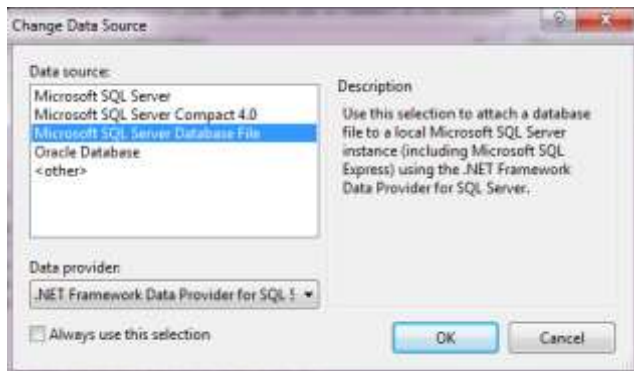 Change Data Source
Data source:
Microsoft SQL Server
Microsoft SQL Server Compact 4.0
Microsoft SQL Server Database File
Oracle Database
<other>
Data provider:
.NET Framework Data Provider for SQL S
Always use this selection
Description
Use this selection to attach a database
file to a local Microsoft SQL Server
instance (including Microsoft SQL
Express) using the .NET Framework
Data Provider for SQL Server.
OK
Cancel